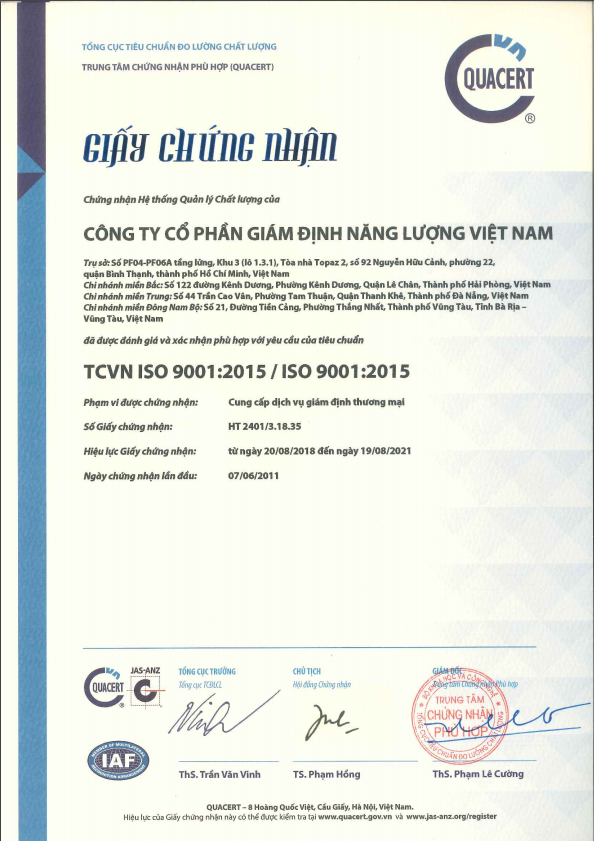 TỔNG CỤC TIÊU CHUẨN ĐO LƯỜNG CHẤT LƯỢNG
TRUNG TÂM CHỨNG NHẬN PHÙ HỢP (QUACERT)
QUACERT
®
GIẤY CHỨNG NHẬN
Chứng nhận Hệ thống Quản lý Chất lượng của
CÔNG TY CỔ PHẦN GIÁM ĐỊNH NĂNG LƯỢNG VIỆT NAM
Trụ sở: Số PF04-PF06A tầng lửng, Khu 3 (lô 1.3.1), Tòa nhà Topaz 2, số 92 Nguyễn Hữu Cảnh, phường 22,
quận Bình Thạnh, thành phố Hồ Chí Minh, Việt Nam
Chi nhánh miền Bắc: Số 122 đường Kênh Dương, Phường Kênh Dương, Quận Lê Chân, Thành phố Hải Phòng, Việt Nam
Chi nhánh miền Trung: Số 44 Trần Cao Vân, Phường Tam Thuận, Quận Thanh Khê, Thành phố Đà Nẵng, Việt Nam
Chi nhánh miền Đông Nam Bộ: Số 21, Đường Tiền Cảng, Phường Thắng Nhất, Thành phố Vũng Tàu, Tỉnh Bà Rịa –
Vũng Tàu, Việt Nam
đã được đánh giá và xác nhận phù hợp với yêu cầu của tiêu chuẩn
TCVN ISO 9001:2015 / ISO 9001:2015
Phạm vi được chứng nhận: Cung cấp dịch vụ giám định thương mại
Số Giấy chứng nhận: HT 2401/3.18.35
Hiệu lực Giấy chứng nhận: từ ngày 20/08/2018 đến ngày 19/08/2021
Ngày chứng nhận lần đầu: 07/06/2011
QUACERT
®
JAS-ANZ
TỔNG CỤC TRƯỞNG
Tổng cục TCĐLCL
CHỦ TỊCH
Hội đồng Chứng nhận
GIÁM ĐỐC
Trung tâm Chứng nhận Phù hợp
BỘ KHOA HỌC VÀ CÔNG NGHỆ
TRUNG TÂM
CHỨNG NHẬN
PHÙ HỢP
TỔNG CỤC TIÊU CHUẨN ĐO LƯỜNG CHẤT LƯỢNG
MEMBER OF MULTILATERAL
IAF
RECOGNITION ARRANGEMENT
ThS. Trần Văn Vinh
TS. Phạm Hồng
ThS. Phạm Lê Cường
QUACERT – 8 Hoàng Quốc Việt, Cầu Giấy, Hà Nội, Việt Nam.
Hiệu lực của Giấy chứng nhận này có thể được kiểm tra tại www.quacert.gov.vn và www.jas-anz.org/register